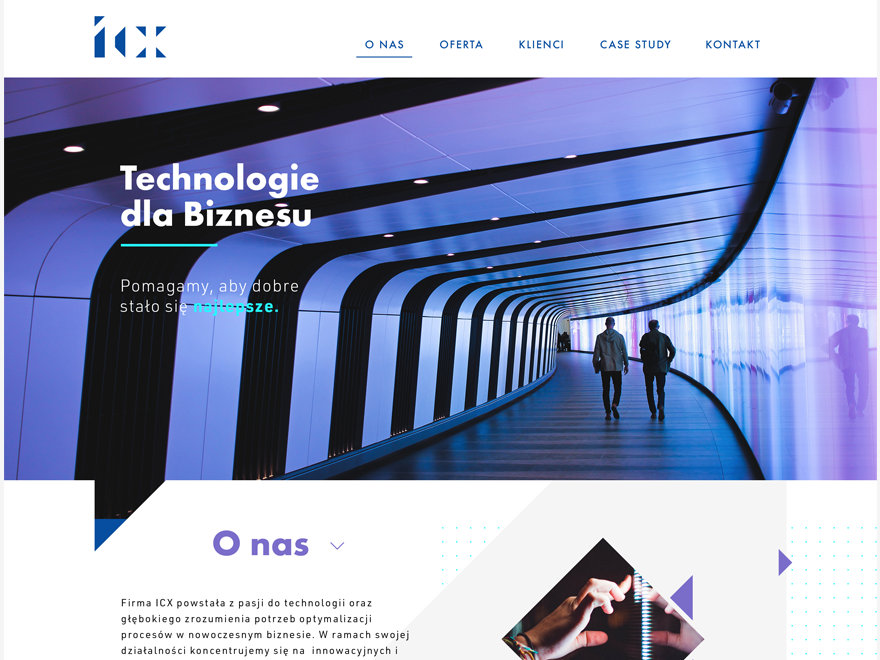 icx
O NAS OFERTA KLIENCI CASE STUDY KONTAKT
Technologie
dla Biznesu
Pomagamy, aby dobre
stało się najlepsze.
O nas
Firma ICX powstała z pasji do technologii oraz
głębokiego zrozumienia potrzeb optymalizacji
procesów w nowoczesnym biznesie. W ramach swojej
działalności koncentrujemy się na innowacyjnych i